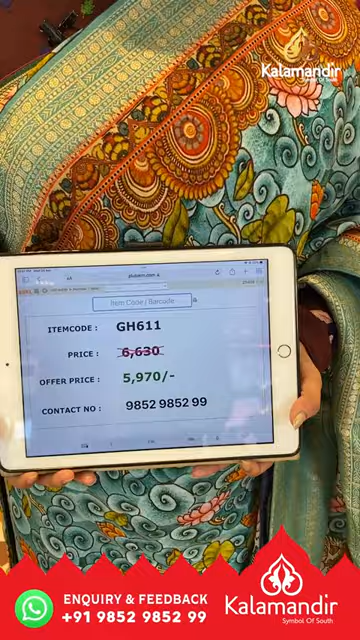 Kalamandir
Symbol Of South
Item Code / Barcode
ITEMCODE : GH611
PRICE : 6,630
OFFER PRICE : 5,970/-
CONTACT NO : 9852 9852 99
ENQUIRY & FEEDBACK
+91 9852 9852 99
Kalamandir
Symbol Of South